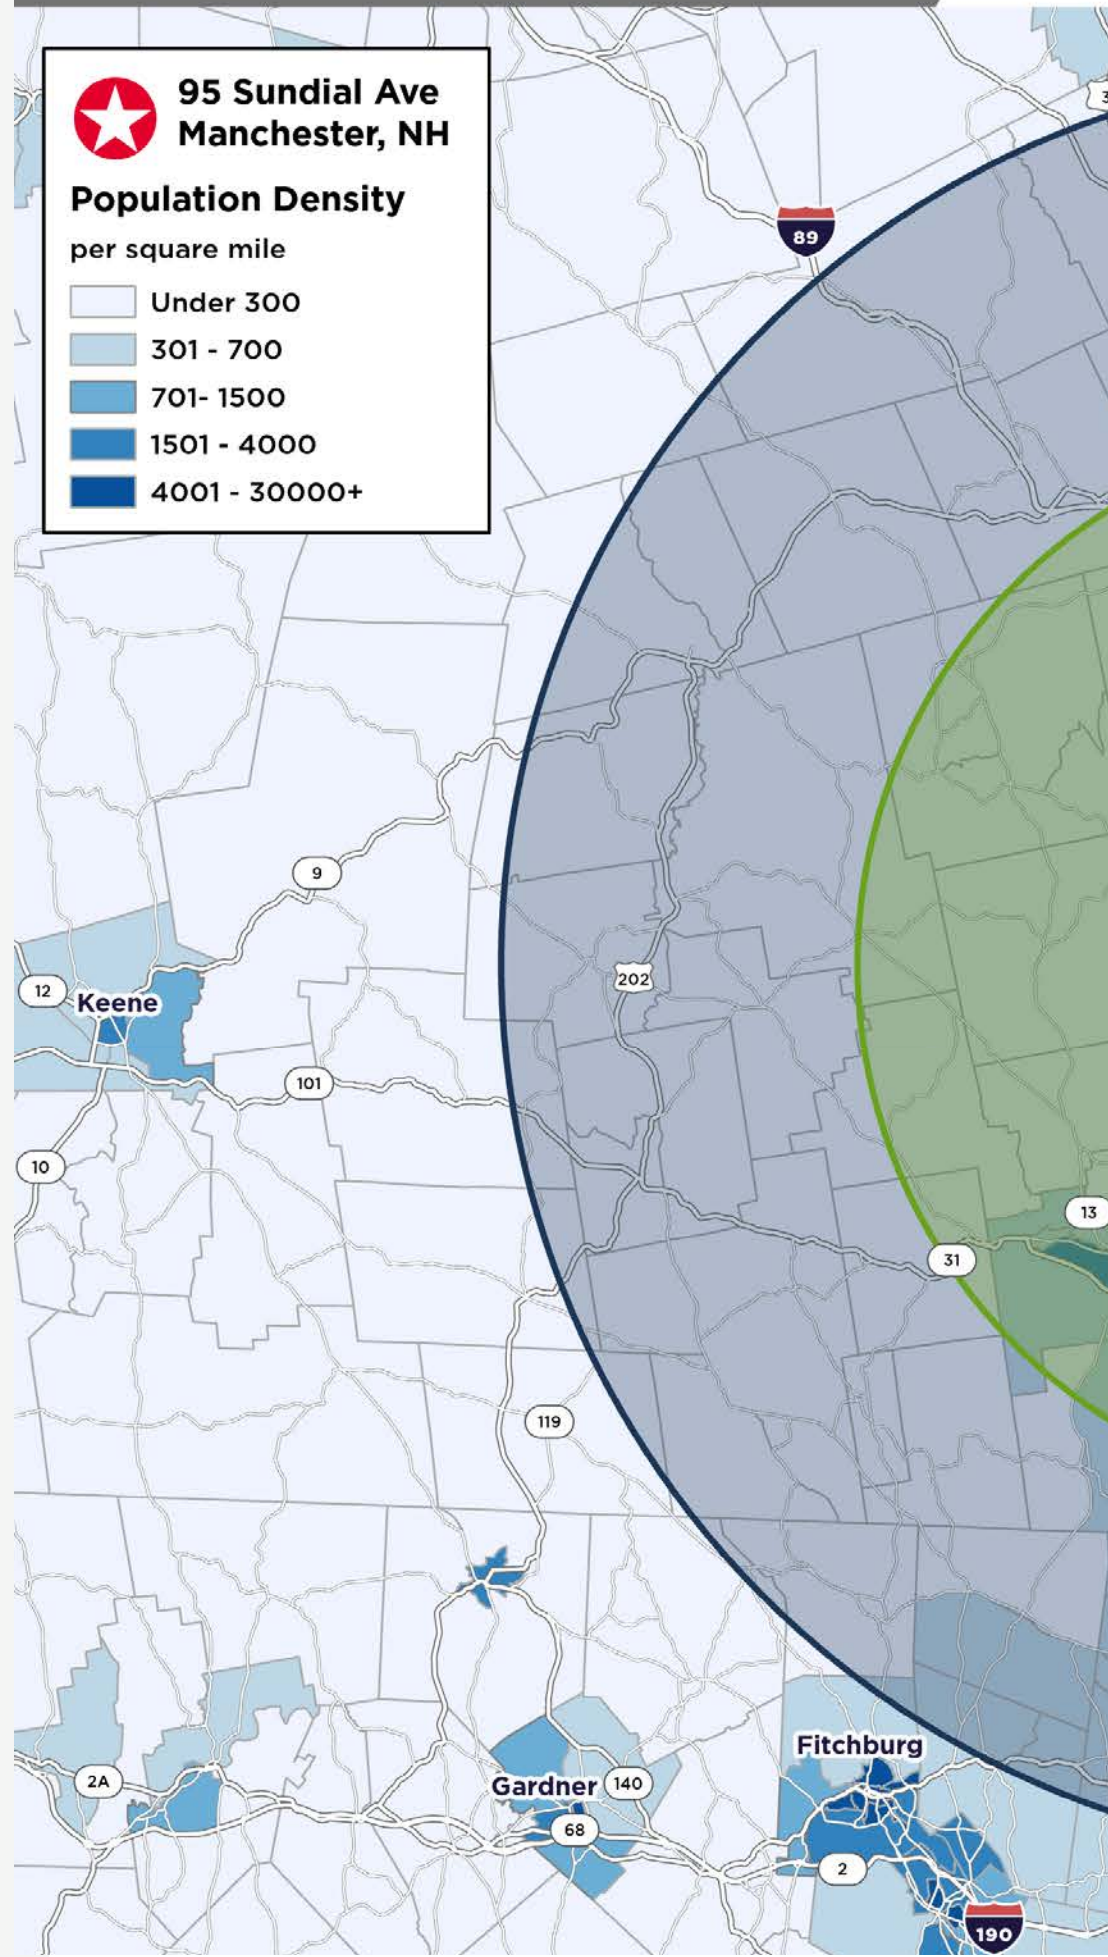 95 Sundial Ave
Manchester, NH
Population Density
per square mile
Under 300
301 - 700
701- 1500
1501 - 4000
4001 - 30000+
3
89
9
202
12
Keene
101
10
13
31
119
Fitchburg
2A
Gardner
140
68
2
190